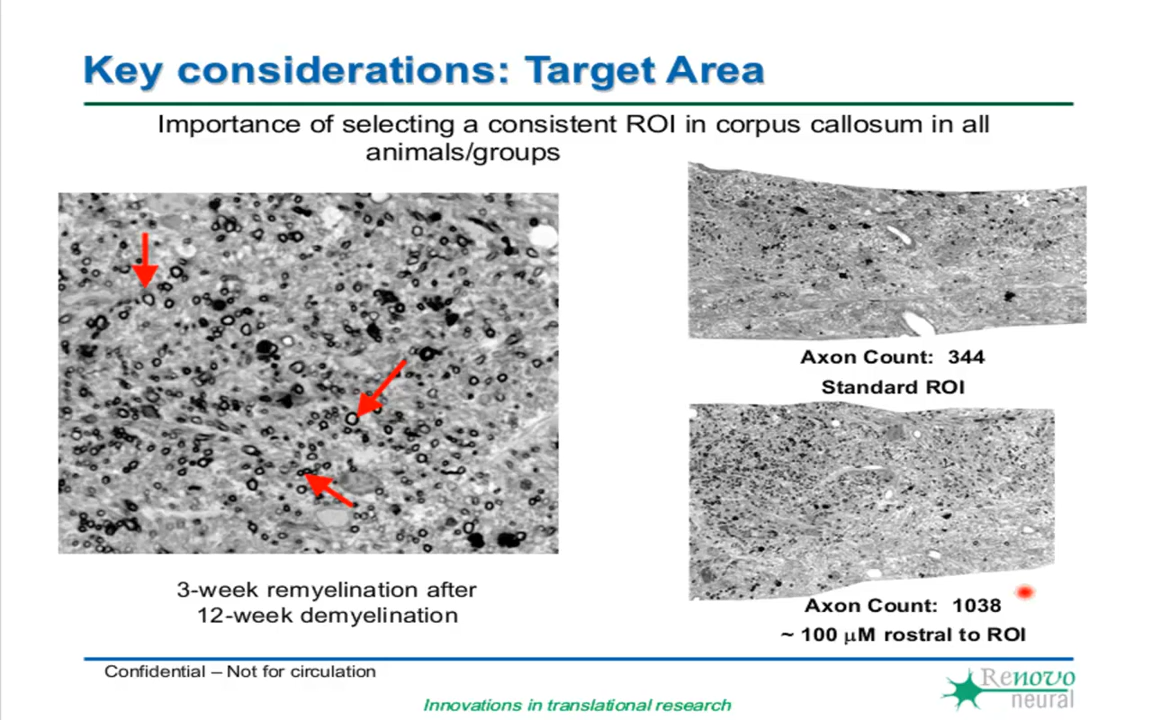 Key considerations: Target Area
Importance of selecting a consistent ROI in corpus callosum in all
animals/groups
3-week remyelination after
12-week demyelination
Axon Count: 344
Standard ROI
Axon Count: 1038
~ 100 μM rostral to ROI
Confidential – Not for circulation
Innovations in translational research
Renovo
neural